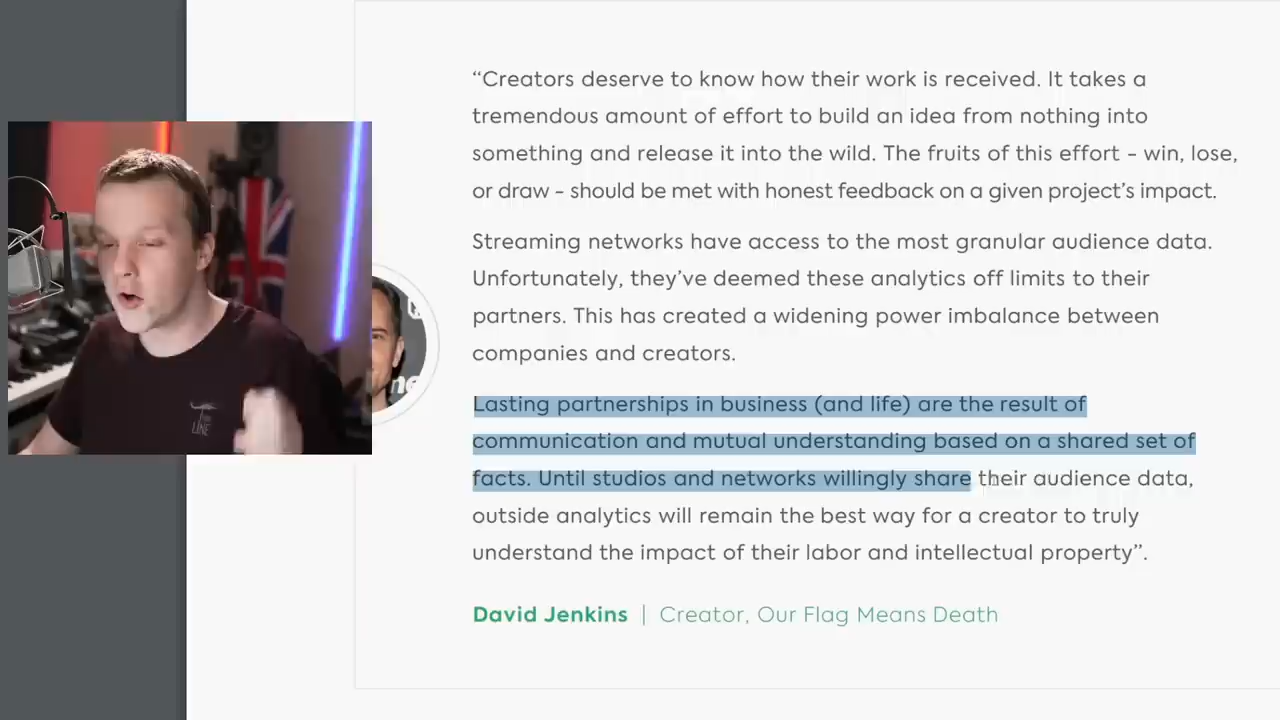 “Creators deserve to know how their work is received. It takes a
tremendous amount of effort to build an idea from nothing into
something and release it into the wild. The fruits of this effort - win, lose,
or draw - should be met with honest feedback on a given project’s impact.
Streaming networks have access to the most granular audience data.
Unfortunately, they’ve deemed these analytics off limits to their
partners. This has created a widening power imbalance between
companies and creators.
Lasting partnerships in business (and life) are the result of
communication and mutual understanding based on a shared set of
facts. Until studios and networks willingly share their audience data,
outside analytics will remain the best way for a creator to truly
understand the impact of their labor and intellectual property”.
David Jenkins | Creator, Our Flag Means Death